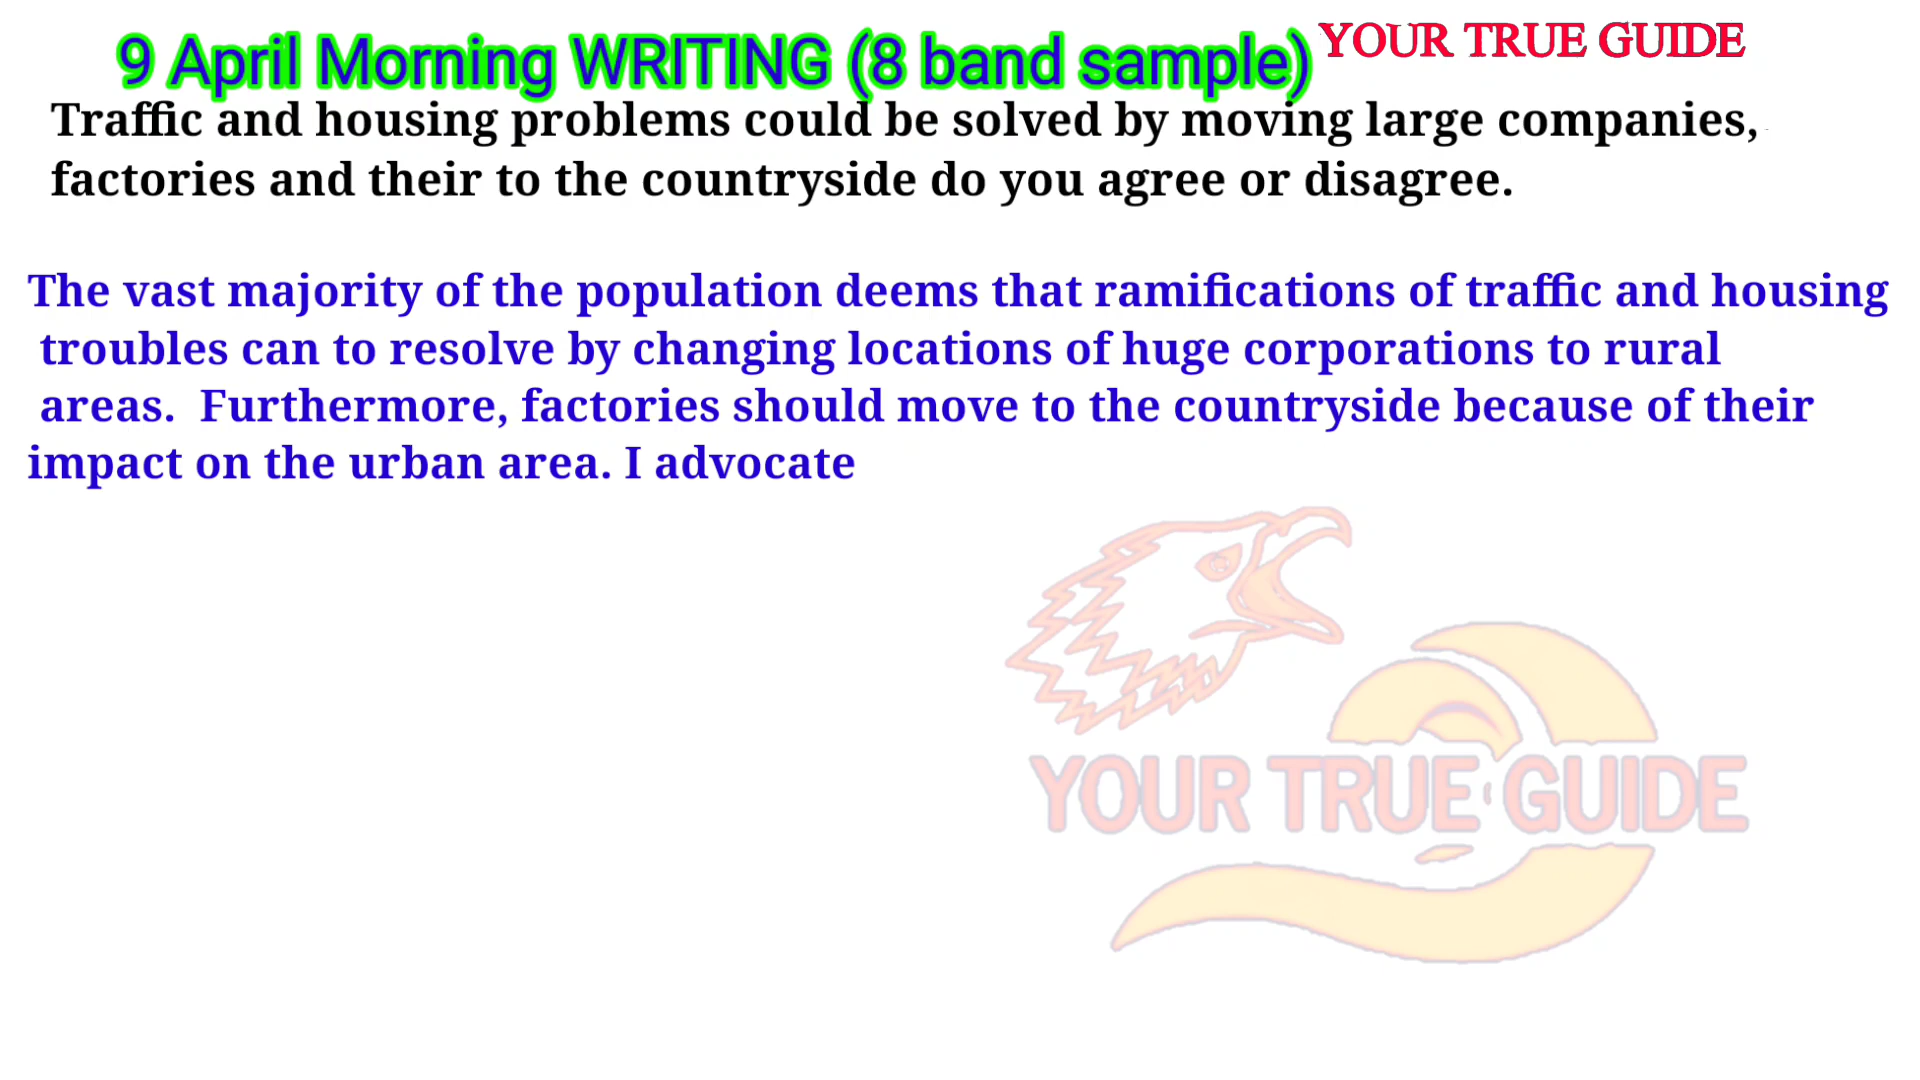 9 April Morning WRITING (8 band sample)
YOUR TRUE GUIDE
Traffic and housing problems could be solved by moving large companies,
factories and their to the countryside do you agree or disagree.
The vast majority of the population deems that ramifications of traffic and housing
troubles can to resolve by changing locations of huge corporations to rural
areas. Furthermore, factories should move to the countryside because of their
impact on the urban area. I advocate
YOUR TRUE GUIDE